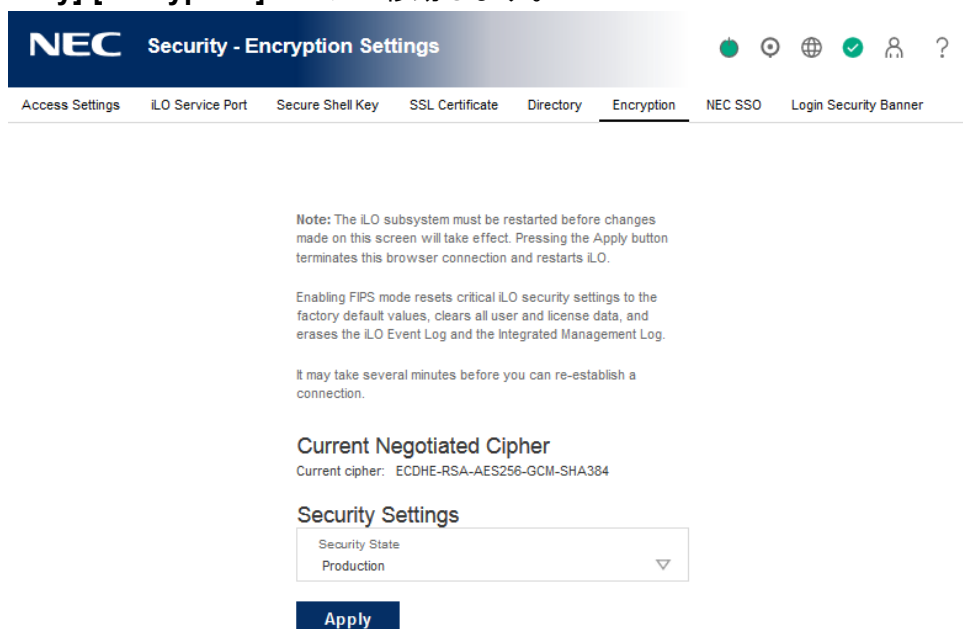 NEC Security - Encryption Settings ?
Access Settings iLO Service Port Secure Shell Key SSL Certificate Directory Encryption NEC SSO Login Security Banner
Note: The iLO subsystem must be restarted before changes
made on this screen will take effect. Pressing the Apply button
terminates this browser connection and restarts iLO.
Enabling FIPS mode resets critical iLO security settings to the
factory default values, clears all user and license data, and
erases the iLO Event Log and the Integrated Management Log.
It may take several minutes before you can re-establish a
connection.
Current Negotiated Cipher
Current cipher: ECDHE-RSA-AES256-GCM-SHA384
Security Settings
Security State
Production
Apply